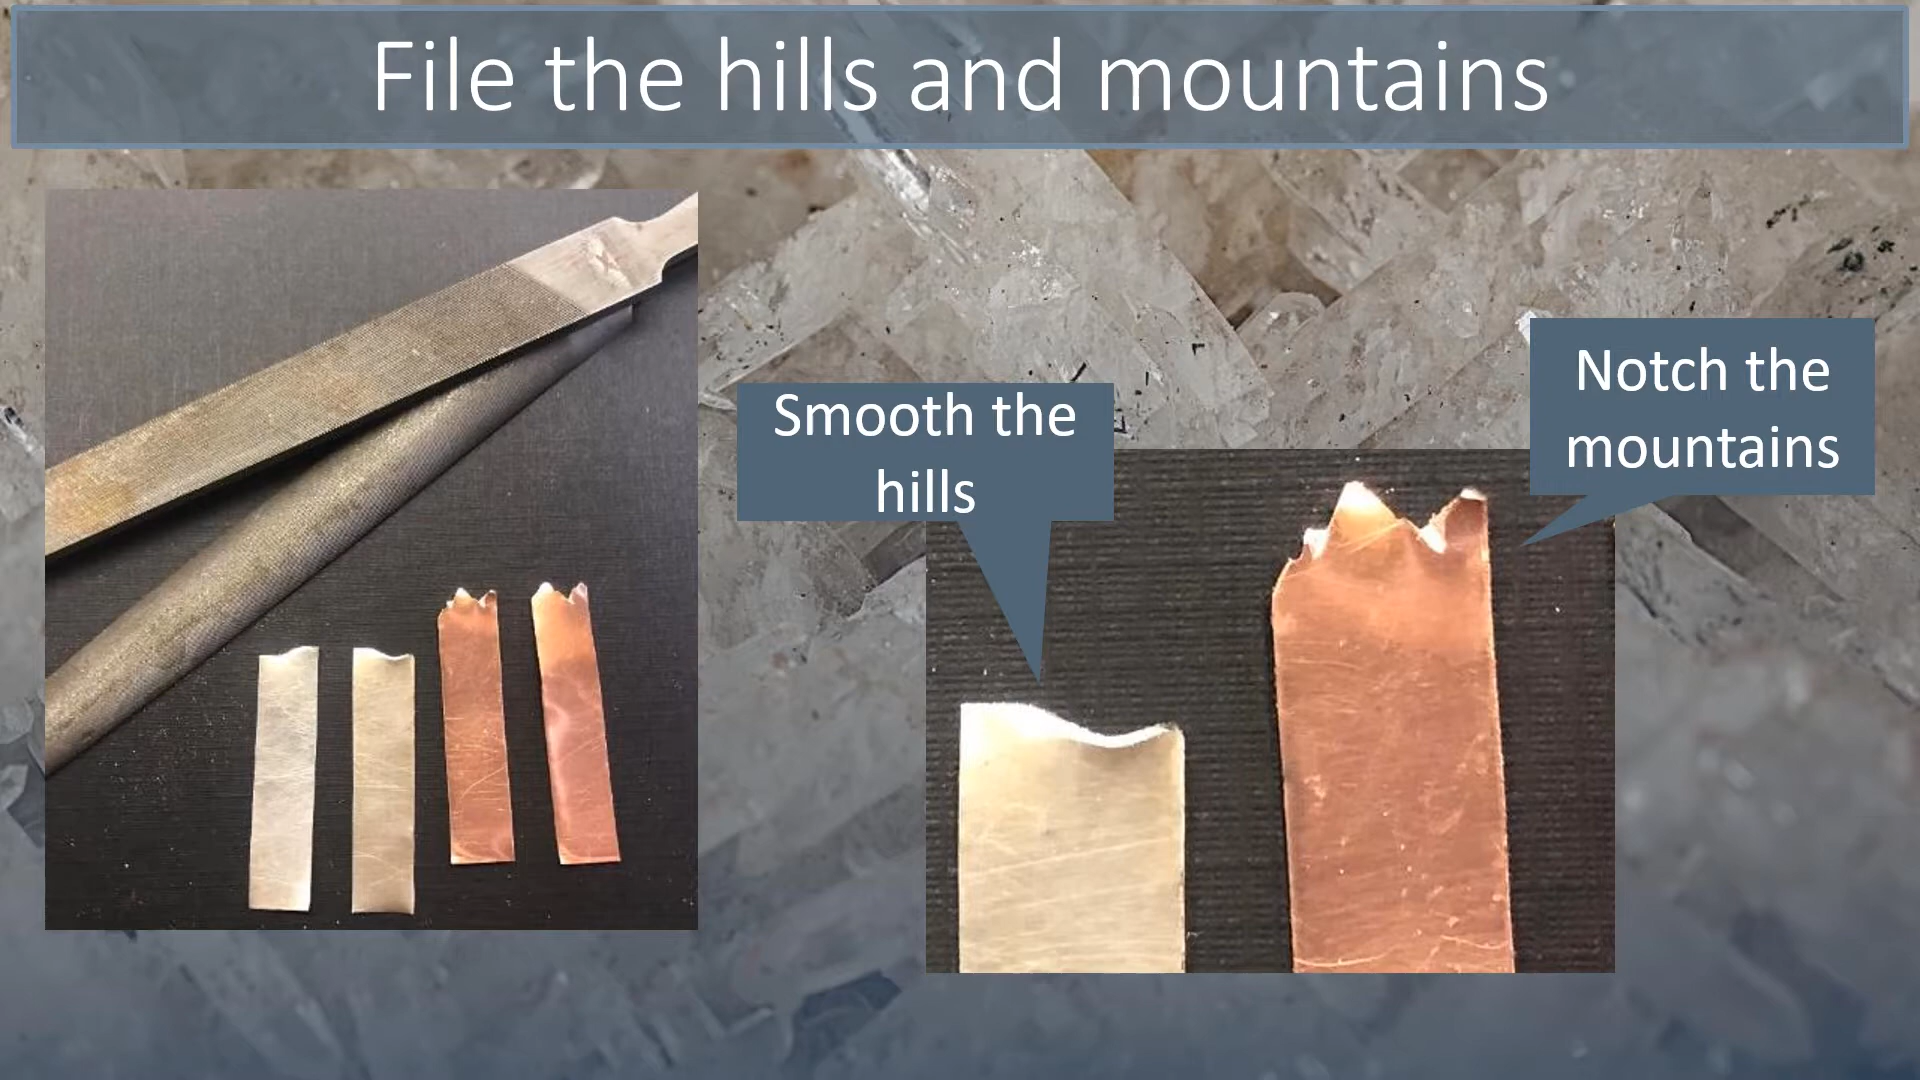 File the hills and mountains
Smooth the
hills
Notch the
mountains